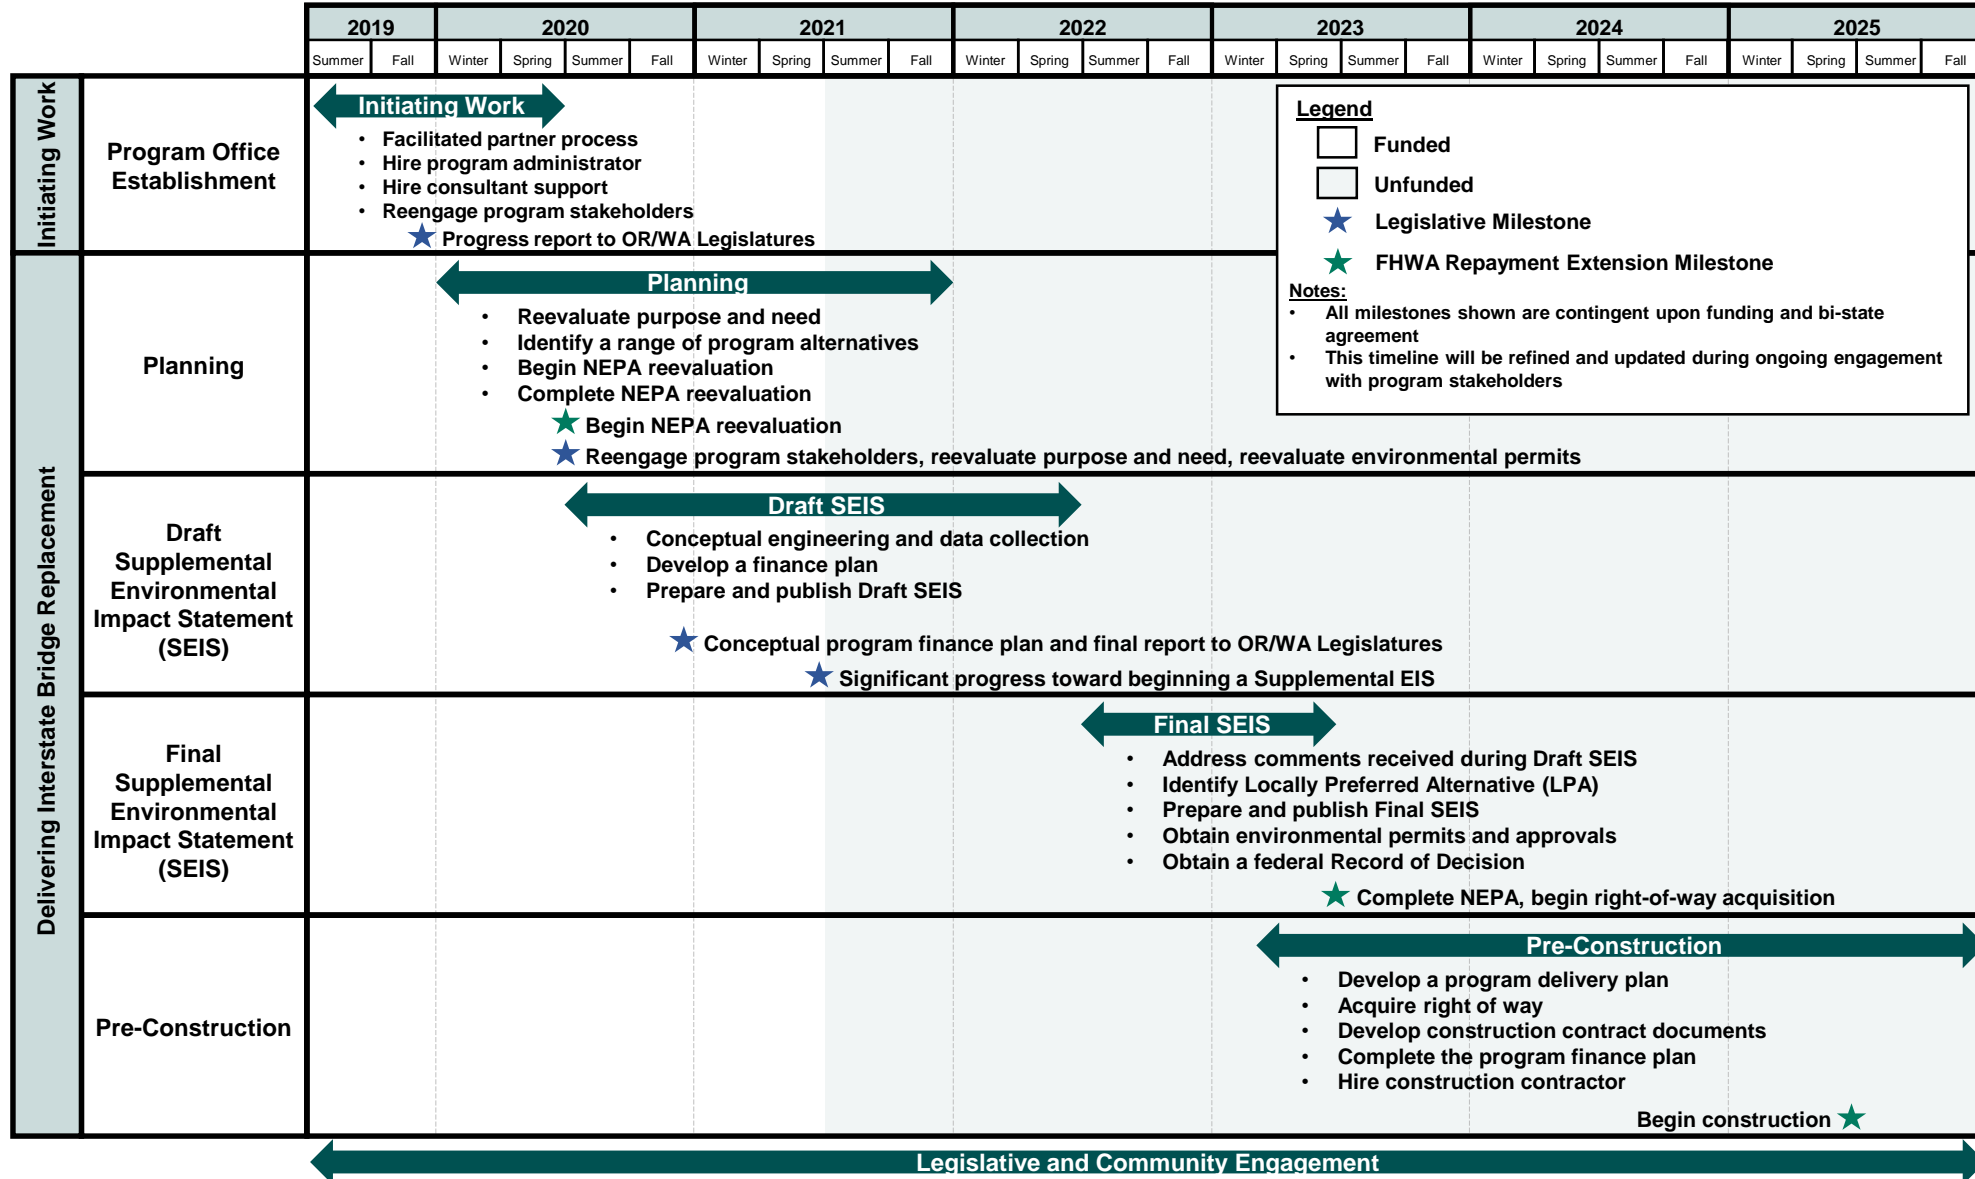 2019 2020 2021 2022 2023 2024 2025
Summer Fall Winter Spring Summer Fall Winter Spring Summer Fall Winter Spring Summer Fall Winter Spring Summer Fall Winter Spring Summer Fall Winter Spring Summer Fall
Initiating Work
Program Office
Establishment
Initiating Work
• Facilitated partner process
• Hire program administrator
• Hire consultant support
• Reengage program stakeholders
Progress report to OR/WA Legislatures
Legend
Funded
Unfunded
Legislative Milestone
FHWA Repayment Extension Milestone
Notes:
• All milestones shown are contingent upon funding and bi-state
agreement
• This timeline will be refined and updated during ongoing engagement
with program stakeholders
Delivering Interstate Bridge Replacement
Planning
Planning
• Reevaluate purpose and need
• Identify a range of program alternatives
• Begin NEPA reevaluation
• Complete NEPA reevaluation
Begin NEPA reevaluation
Reengage program stakeholders, reevaluate purpose and need, reevaluate environmental permits
Draft
Supplemental
Environmental
Impact Statement
(SEIS)
Draft SEIS
• Conceptual engineering and data collection
• Develop a finance plan
• Prepare and publish Draft SEIS
Conceptual program finance plan and final report to OR/WA Legislatures
Significant progress toward beginning a Supplemental EIS
Final
Supplemental
Environmental
Impact Statement
(SEIS)
Final SEIS
• Address comments received during Draft SEIS
• Identify Locally Preferred Alternative (LPA)
• Prepare and publish Final SEIS
• Obtain environmental permits and approvals
• Obtain a federal Record of Decision
Complete NEPA, begin right-of-way acquisition
Pre-Construction
Pre-Construction
• Develop a program delivery plan
• Acquire right of way
• Develop construction contract documents
• Complete the program finance plan
• Hire construction contractor
Begin construction
Legislative and Community Engagement